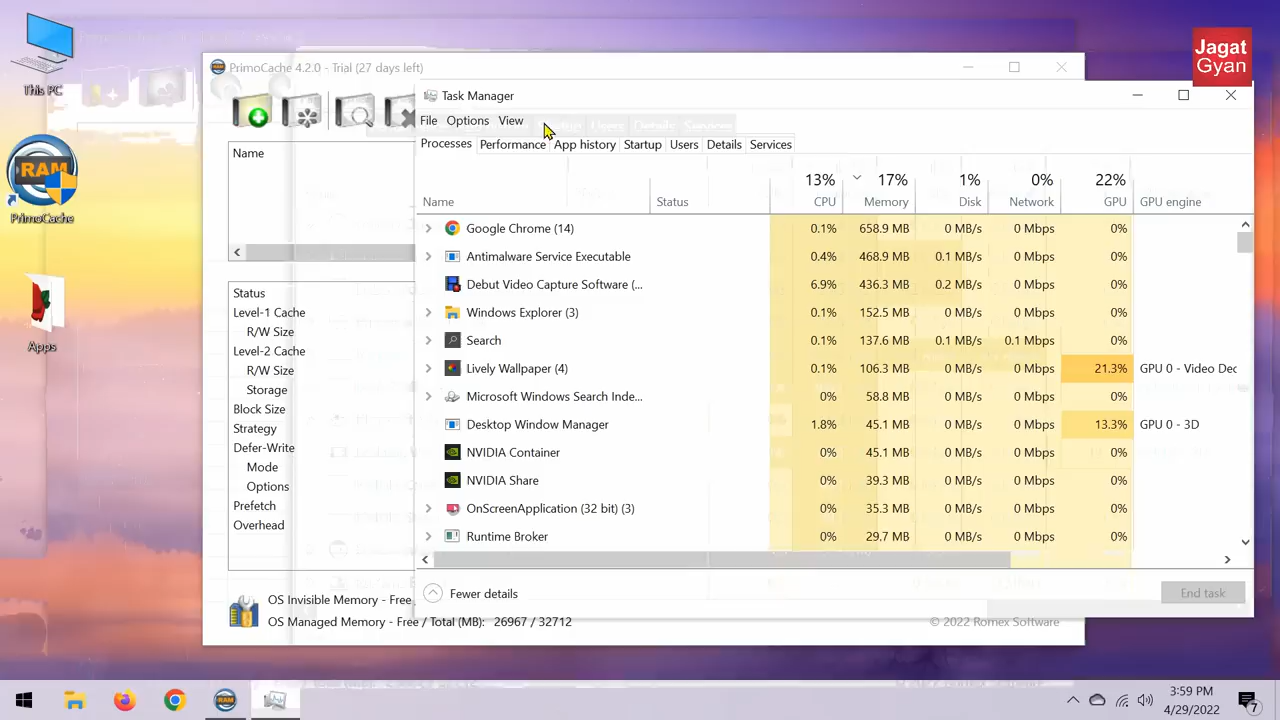 This PC
PrimoCache
Apps
PrimoCache 4.2.0 - Trial (27 days left)
Jagat
Gyan
Name
Status
Level-1 Cache
R/W Size
Level-2 Cache
R/W Size
Storage
Block Size
Strategy
Defer-Write
Mode
Options
Prefetch
Overhead
OS Invisible Memory - Free
OS Managed Memory - Free / Total (MB): 26967 / 32712
© 2022 Romex Software
Task Manager
File Options View
Processes Performance App history Startup Users Details Services
13% 17% 1% 0% 22%
Name Status CPU Memory Disk Network GPU GPU engine
Google Chrome (14) 0.1% 658.9 MB 0 MB/s 0 Mbps 0%
Antimalware Service Executable 0.4% 468.9 MB 0.1 MB/s 0 Mbps 0%
Debut Video Capture Software (... 6.9% 436.3 MB 0.2 MB/s 0 Mbps 0%
Windows Explorer (3) 0.1% 152.5 MB 0 MB/s 0 Mbps 0%
Search 0.1% 137.6 MB 0.1 MB/s 0.1 Mbps 0%
Lively Wallpaper (4) 0.1% 106.3 MB 0 MB/s 0 Mbps 21.3% GPU 0 - Video Dec
Microsoft Windows Search Inde... 0% 58.8 MB 0 MB/s 0 Mbps 0%
Desktop Window Manager 1.8% 45.1 MB 0 MB/s 0 Mbps 13.3% GPU 0 - 3D
NVIDIA Container 0% 45.1 MB 0 MB/s 0 Mbps 0%
NVIDIA Share 0% 39.3 MB 0 MB/s 0 Mbps 0%
OnScreenApplication (32 bit) (3) 0% 35.3 MB 0 MB/s 0 Mbps 0%
Runtime Broker 0% 29.7 MB 0 MB/s 0 Mbps 0%
Fewer details
End task
RAM
RAM
3:59 PM
4/29/2022
7